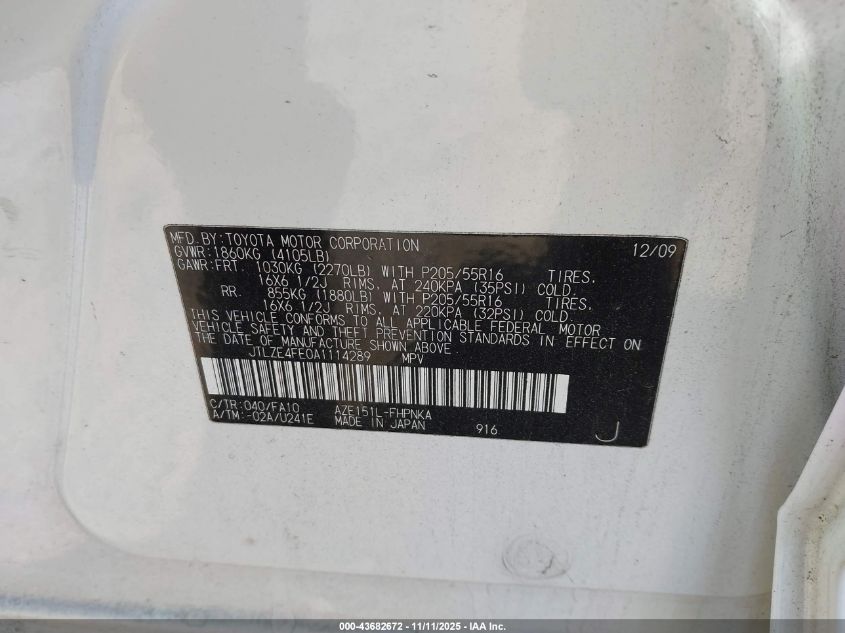 MFD.BY:TOYOTA MOTOR CORPORATION 12/09
GVWR:1860KG (4105LB)
GAWR:FRT. 1030KG (2270LB) WITH P205/55R16 TIRES,
16X6 1/2J RIMS, AT 240KPA (35PSI) COLD
RR. 855KG (1880LB) WITH P205/55R16 TIRES,
16X6 1/2J RIMS, AT 220KPA (32PSI) COLD.
THIS VEHICLE CONFORMS TO ALL APPLICABLE FEDERAL MOTOR
VEHICLE SAFETY AND THEFT PREVENTION STANDARDS IN EFFECT ON
THE DATE OF MANUFACTURE SHOWN ABOVE.
JTLZE4FE0A1114289 MPV
C/TR:040/FA10 AZE151L-FHPNKA
A/TM:-02A/U241E MADE IN JAPAN 916 J
000-43682672 - 11/11/2025 - IAA Inc.